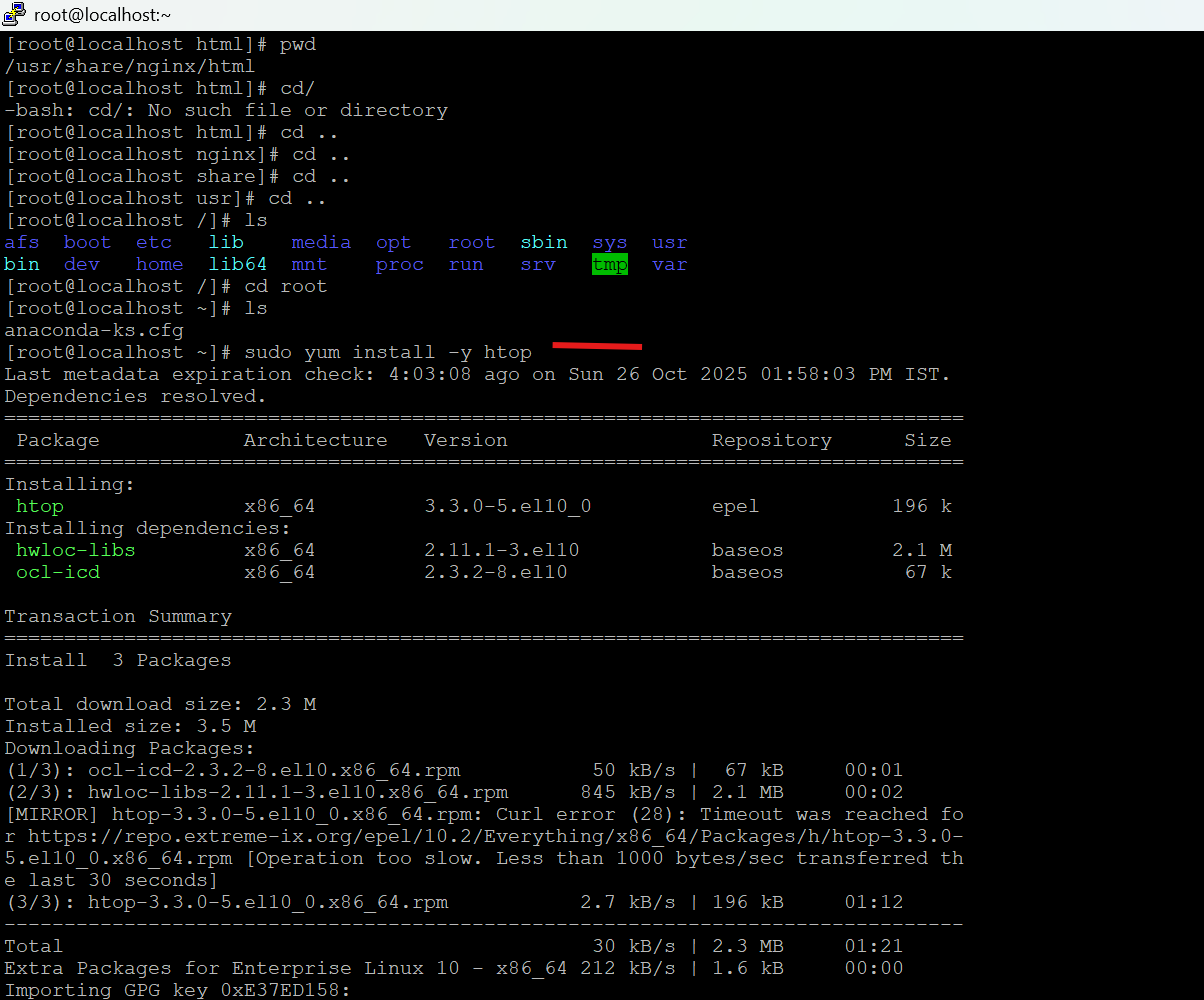 root@localhost:~
[root@localhost html]# pwd
/usr/share/nginx/html
[root@localhost html]# cd/
-bash: cd/: No such file or directory
[root@localhost html]# cd ..
[root@localhost nginx]# cd ..
[root@localhost share]# cd ..
[root@localhost usr]# cd ..
[root@localhost /]# ls
afs  boot  etc   lib    media  opt   root  sbin  sys  usr
bin  dev   home  lib64  mnt    proc  run   srv   tmp  var
[root@localhost /]# cd root
[root@localhost ~]# ls
anaconda-ks.cfg
[root@localhost ~]# sudo yum install -y htop
Last metadata expiration check: 4:03:08 ago on Sun 26 Oct 2025 01:58:03 PM IST.
Dependencies resolved.
================================================================================
 Package            Architecture   Version                 Repository      Size
================================================================================
Installing:
 htop               x86_64         3.3.0-5.el10_0          epel           196 k
Installing dependencies:
 hwloc-libs         x86_64         2.11.1-3.el10           baseos         2.1 M
 ocl-icd            x86_64         2.3.2-8.el10            baseos          67 k
Transaction Summary
================================================================================
Install  3 Packages
Total download size: 2.3 M
Installed size: 3.5 M
Downloading Packages:
(1/3): ocl-icd-2.3.2-8.el10.x86_64.rpm           50 kB/s |  67 kB     00:01
(2/3): hwloc-libs-2.11.1-3.el10.x86_64.rpm      845 kB/s | 2.1 MB     00:02
[MIRROR] htop-3.3.0-5.el10_0.x86_64.rpm: Curl error (28): Timeout was reached fo
r https://repo.extreme-ix.org/epel/10.2/Everything/x86_64/Packages/h/htop-3.3.0-
5.el10_0.x86_64.rpm [Operation too slow. Less than 1000 bytes/sec transferred th
e last 30 seconds]
(3/3): htop-3.3.0-5.el10_0.x86_64.rpm           2.7 kB/s | 196 kB     01:12
--------------------------------------------------------------------------------
Total                                            30 kB/s | 2.3 MB     01:21
Extra Packages for Enterprise Linux 10 - x86_64 212 kB/s | 1.6 kB     00:00
Importing GPG key 0xE37ED158: